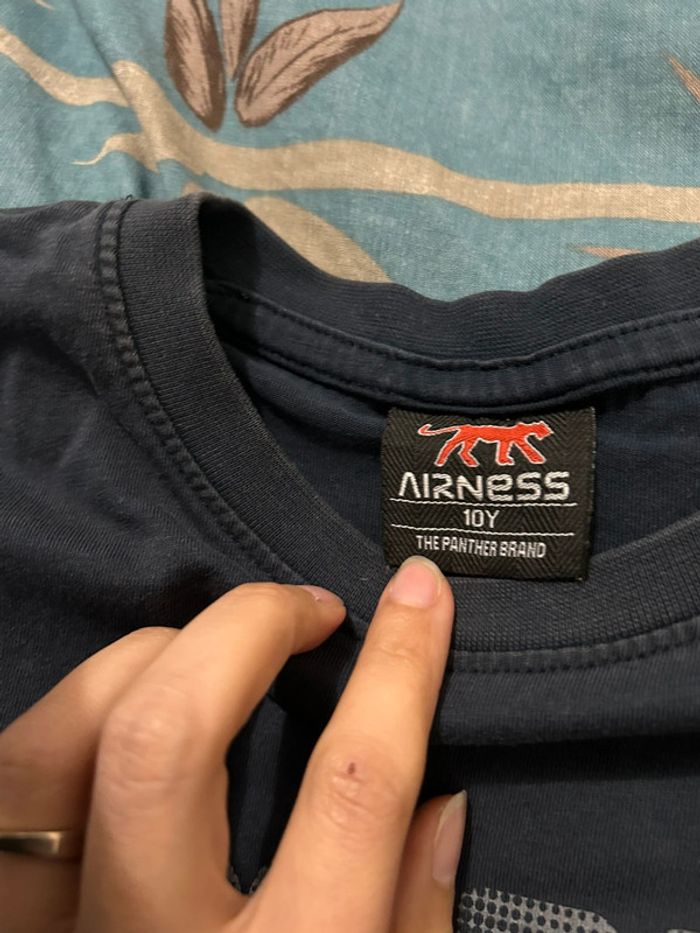 AIRNESS
10Y
THE PANTHER BRAND